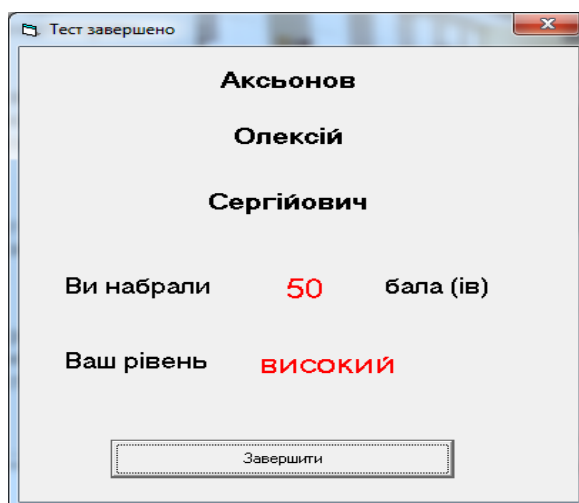 Тест завершено
Аксьонов
Олексій
Сергійович
Ви набрали 50 бала (ів)
Ваш рівень високий
Завершити